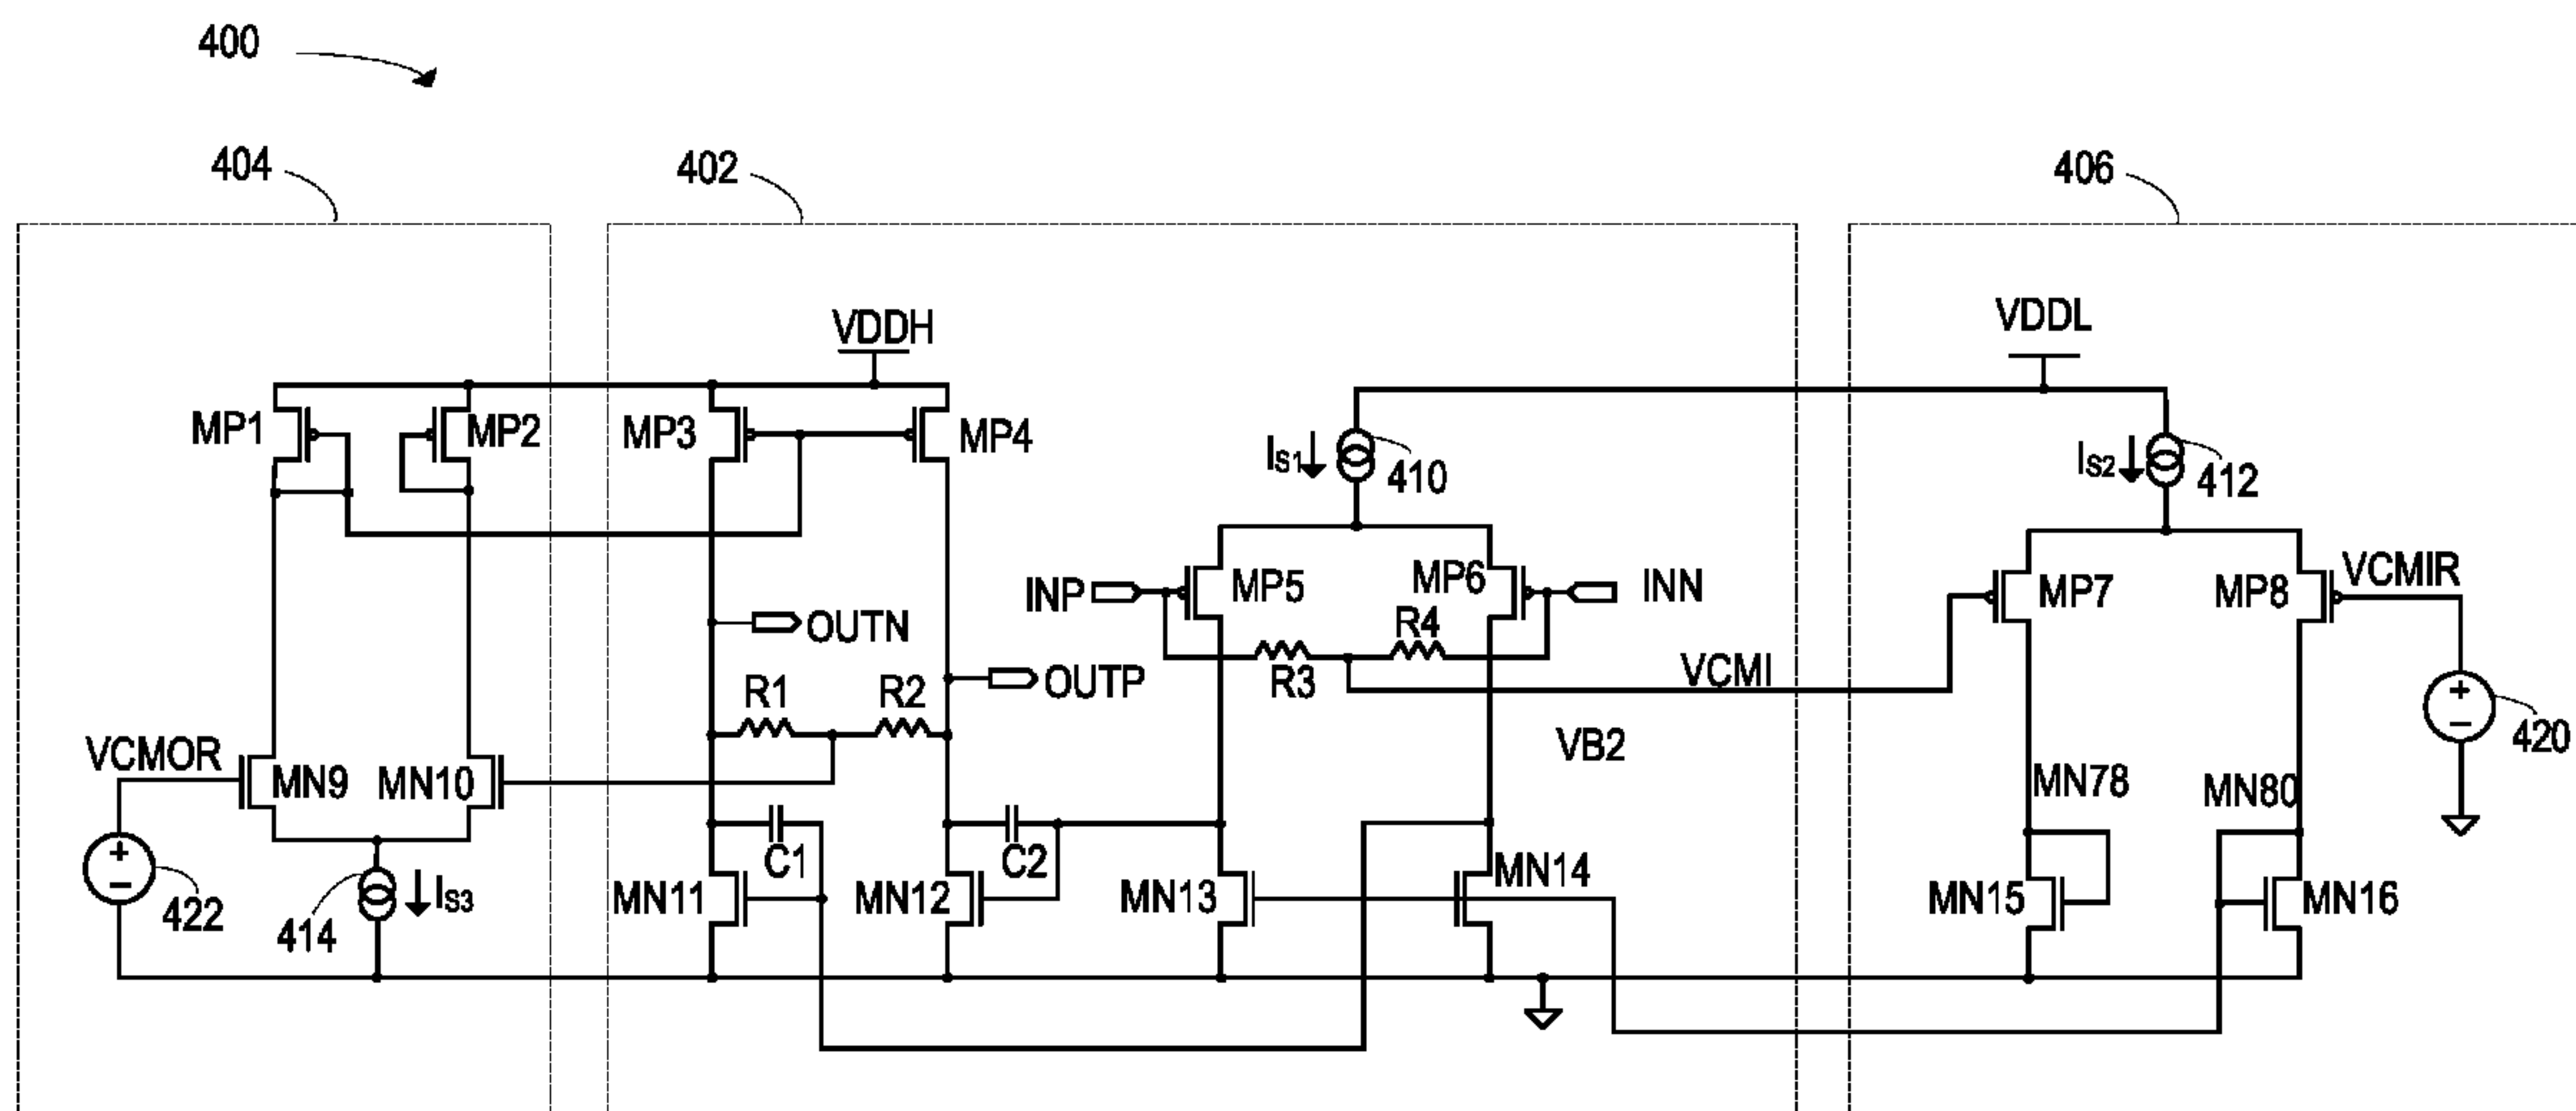 400
404
402
406
VDDH
VDDL
MP1
MP2
MP3
MP4
IS1
410
IS2
412
INP
MP5
MP6
INN
MP7
MP8
VCMIR
OUTN
R4
R3
OUTP
VCMI
R1
R2
420
VB2
VCMOR
MN9
MN10
MN78
MN80
C1
C2
422
414
IS3
MN11
MN12
MN13
MN14
MN15
MN16